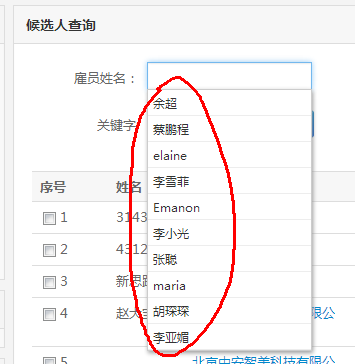 候选人查询
雇员姓名：
余超
蔡鹏程
关键字
elaine
李雪菲
序号 姓名
Emanon
1 3143
李小光
2 4312
张聪
3 新思路
maria
4
限公
胡琛琛
李亚媚
5 北京中安智美科技有限公